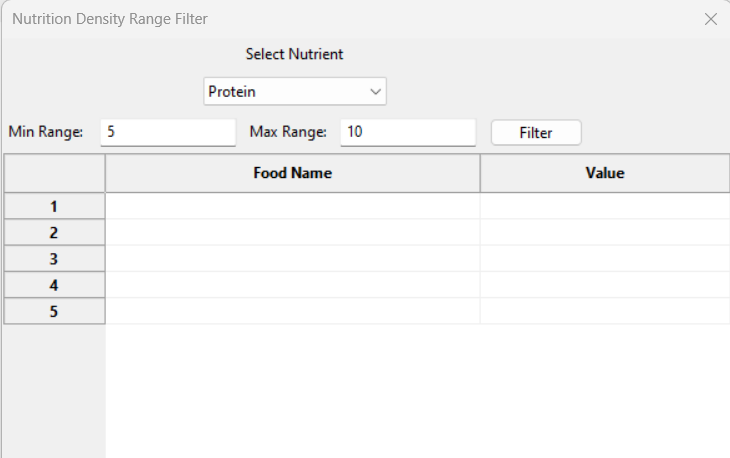 Nutrition Density Range Filter
Select Nutrient
Protein
Min Range: 5 Max Range: 10 Filter
Food Name Value
1
2
3
4
5